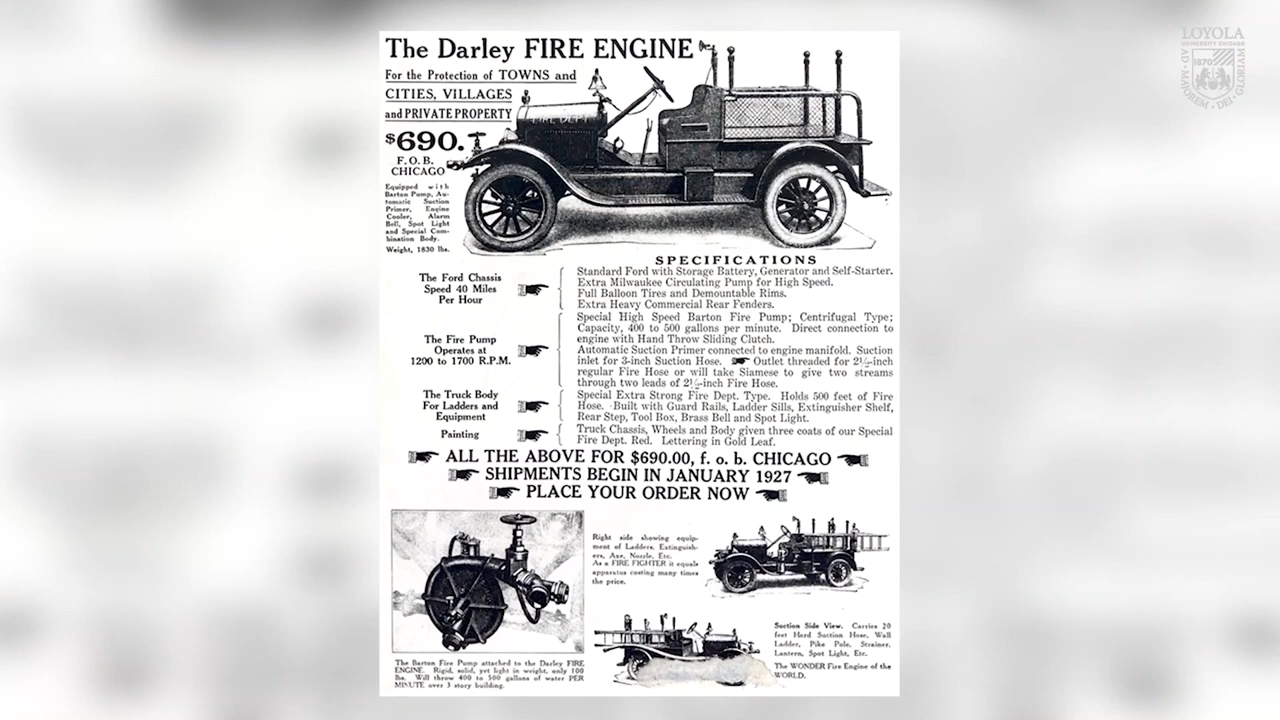 The Darley FIRE ENGINE
For the Protection of TOWNS and
CITIES, VILLAGES
and PRIVATE PROPERTY
$690.
F. O. B.
CHICAGO
Equipped with
Barton Pump, Au-
tomatic Suction
Primer, Engine
Cooler, Alarm
Bell, Spot Light
and Special Com-
bination Body.
Weight, 1830 lbs.
FIRE DEPT
SPECIFICATIONS
The Ford Chassis
Speed 40 Miles
Per Hour
Standard Ford with Storage Battery, Generator and Self-Starter.
Extra Milwaukee Circulating Pump for High Speed.
Full Balloon Tires and Demountable Rims.
Extra Heavy Commercial Rear Fenders.
The Fire Pump
Operates at
1200 to 1700 R.P.M.
Special High Speed Barton Fire Pump; Centrifugal Type;
Capacity, 400 to 500 gallons per minute. Direct connection to
engine with Hand Throw Sliding Clutch.
Automatic Suction Primer connected to engine manifold. Suction
inlet for 3-inch Suction Hose. Outlet threaded for 2½-inch
regular Fire Hose or will take Siamese to give two streams
through two leads of 2½-inch Fire Hose.
The Truck Body
For Ladders and
Equipment
Special Extra Strong Fire Dept. Type. Holds 500 feet of Fire
Hose. Built with Guard Rails, Ladder Sills, Extinguisher Shelf,
Rear Step, Tool Box, Brass Bell and Spot Light.
Painting
Truck Chassis, Wheels and Body given three coats of our Special
Fire Dept. Red. Lettering in Gold Leaf.
ALL THE ABOVE FOR $690.00, f. o. b. CHICAGO
SHIPMENTS BEGIN IN JANUARY 1927
PLACE YOUR ORDER NOW
Right side showing equip-
ment of Ladders, Extinguish-
ers, Axe, Nozzle, Etc.
As a FIRE FIGHTER it equals
apparatus costing many times
the price.
The Barton Fire Pump attached to the Darley FIRE
ENGINE. Rigid, solid, yet light in weight, only 100
lbs. Will throw 400 to 500 gallons of water PER
MINUTE over 3 story building.
Suction Side View. Carries 20
feet Hard Suction Hose, Wall
Ladder, Pike Pole, Strainer,
Lantern, Spot Light, Etc.
The WONDER Fire Engine of the
WORLD.
LOYOLA
UNIVERSITY CHICAGO
1870
AD MAJOREM DEI GLORIAM